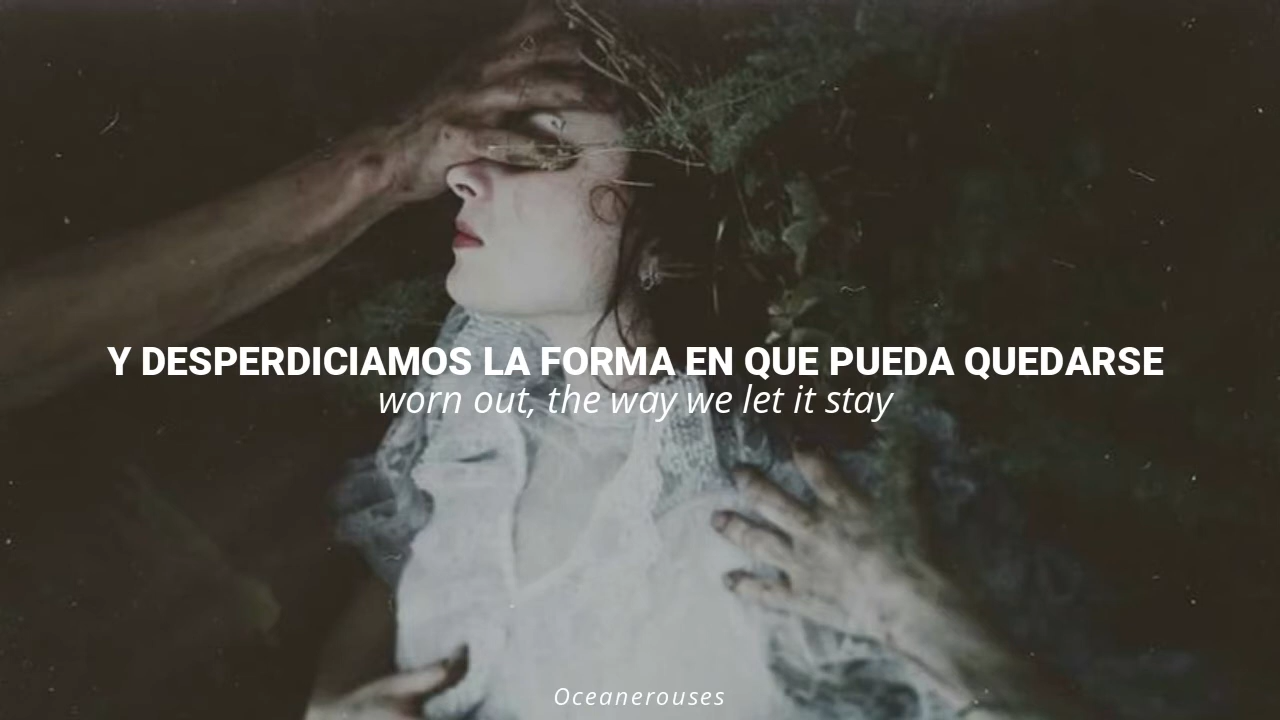 Y DESPERDICIAMOS LA FORMA EN QUE PUEDA QUEDARSE
worn out, the way we let it stay
Oceanerouses